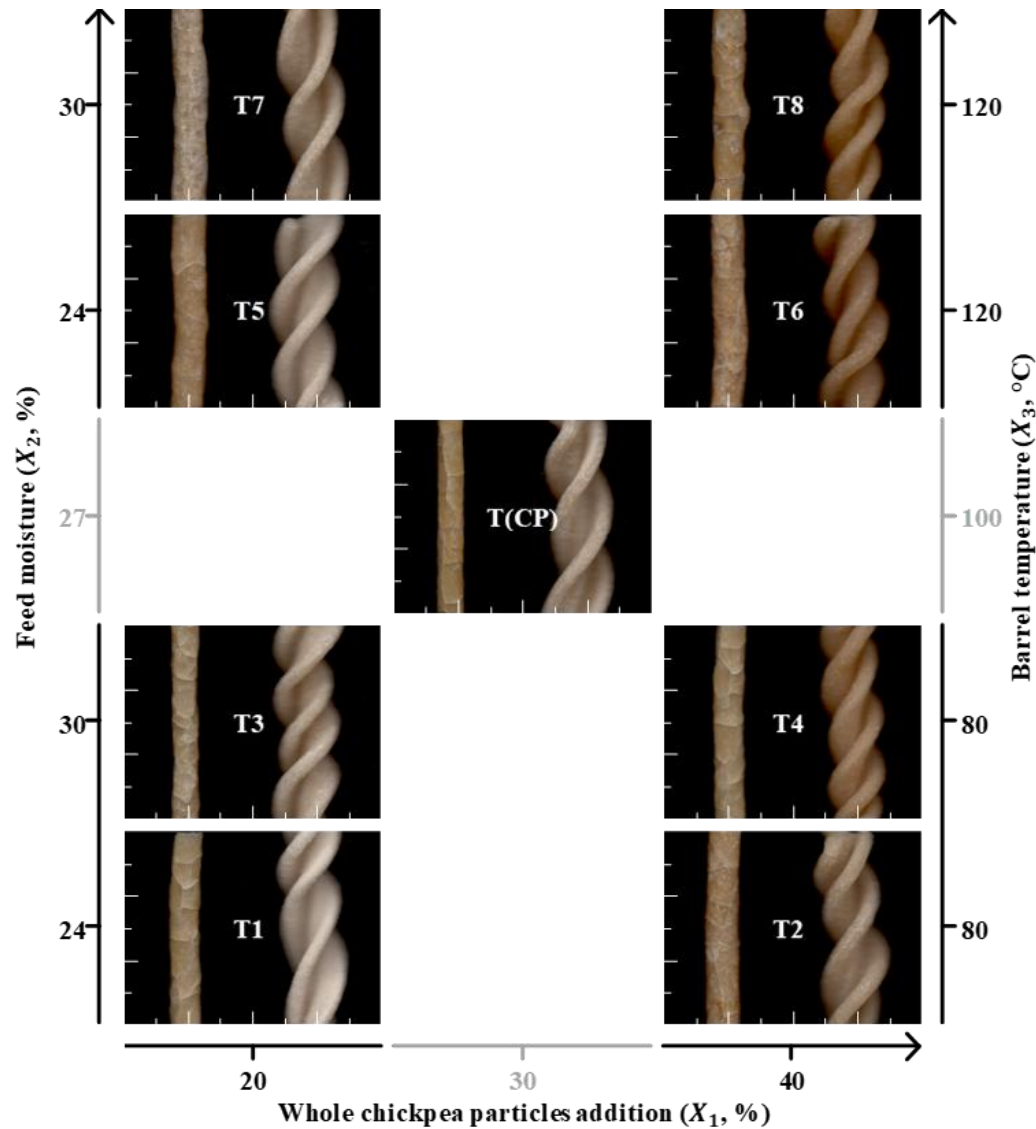 30
T7
T8
120
24
T5
T6
120
Feed moisture (X₂, %)
27
T(CP)
100
Barrel temperature (X₃, °C)
30
T3
T4
80
24
T1
T2
80
20
30
40
Whole chickpea particles addition (X₁, %)